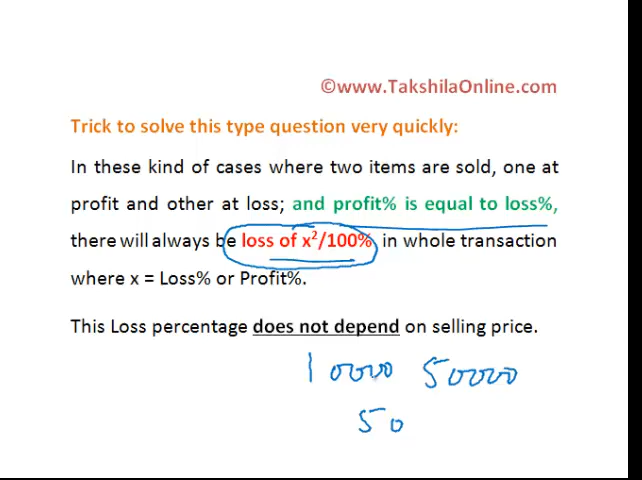 ©www.TakshilaOnline.com
Trick to solve this type question very quickly:
In these kind of cases where two items are sold, one at
profit and other at loss; and profit% is equal to loss%,
there will always be loss of x²/100% in whole transaction
where x = Loss% or Profit%.
This Loss percentage does not depend on selling price.
10000 50000
50